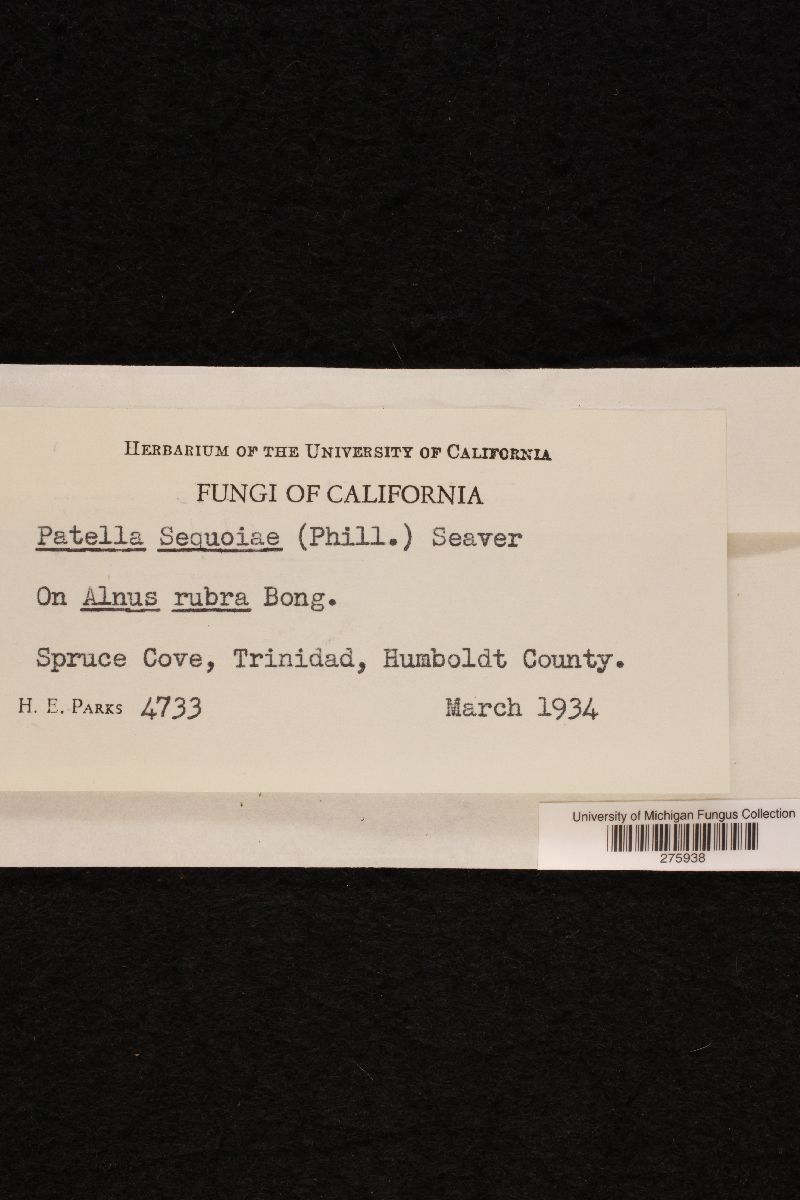 HERBARIUM OF THE UNIVERSITY OF CALIFORNIA
FUNGI OF CALIFORNIA
Patella Sequoiae (Phill.) Seaver
On Alnus rubra Bong.
Spruce Cove, Trinidad, Humboldt County.
H. E. PARKS 4733 March 1934
University of Michigan Fungus Collection
275938